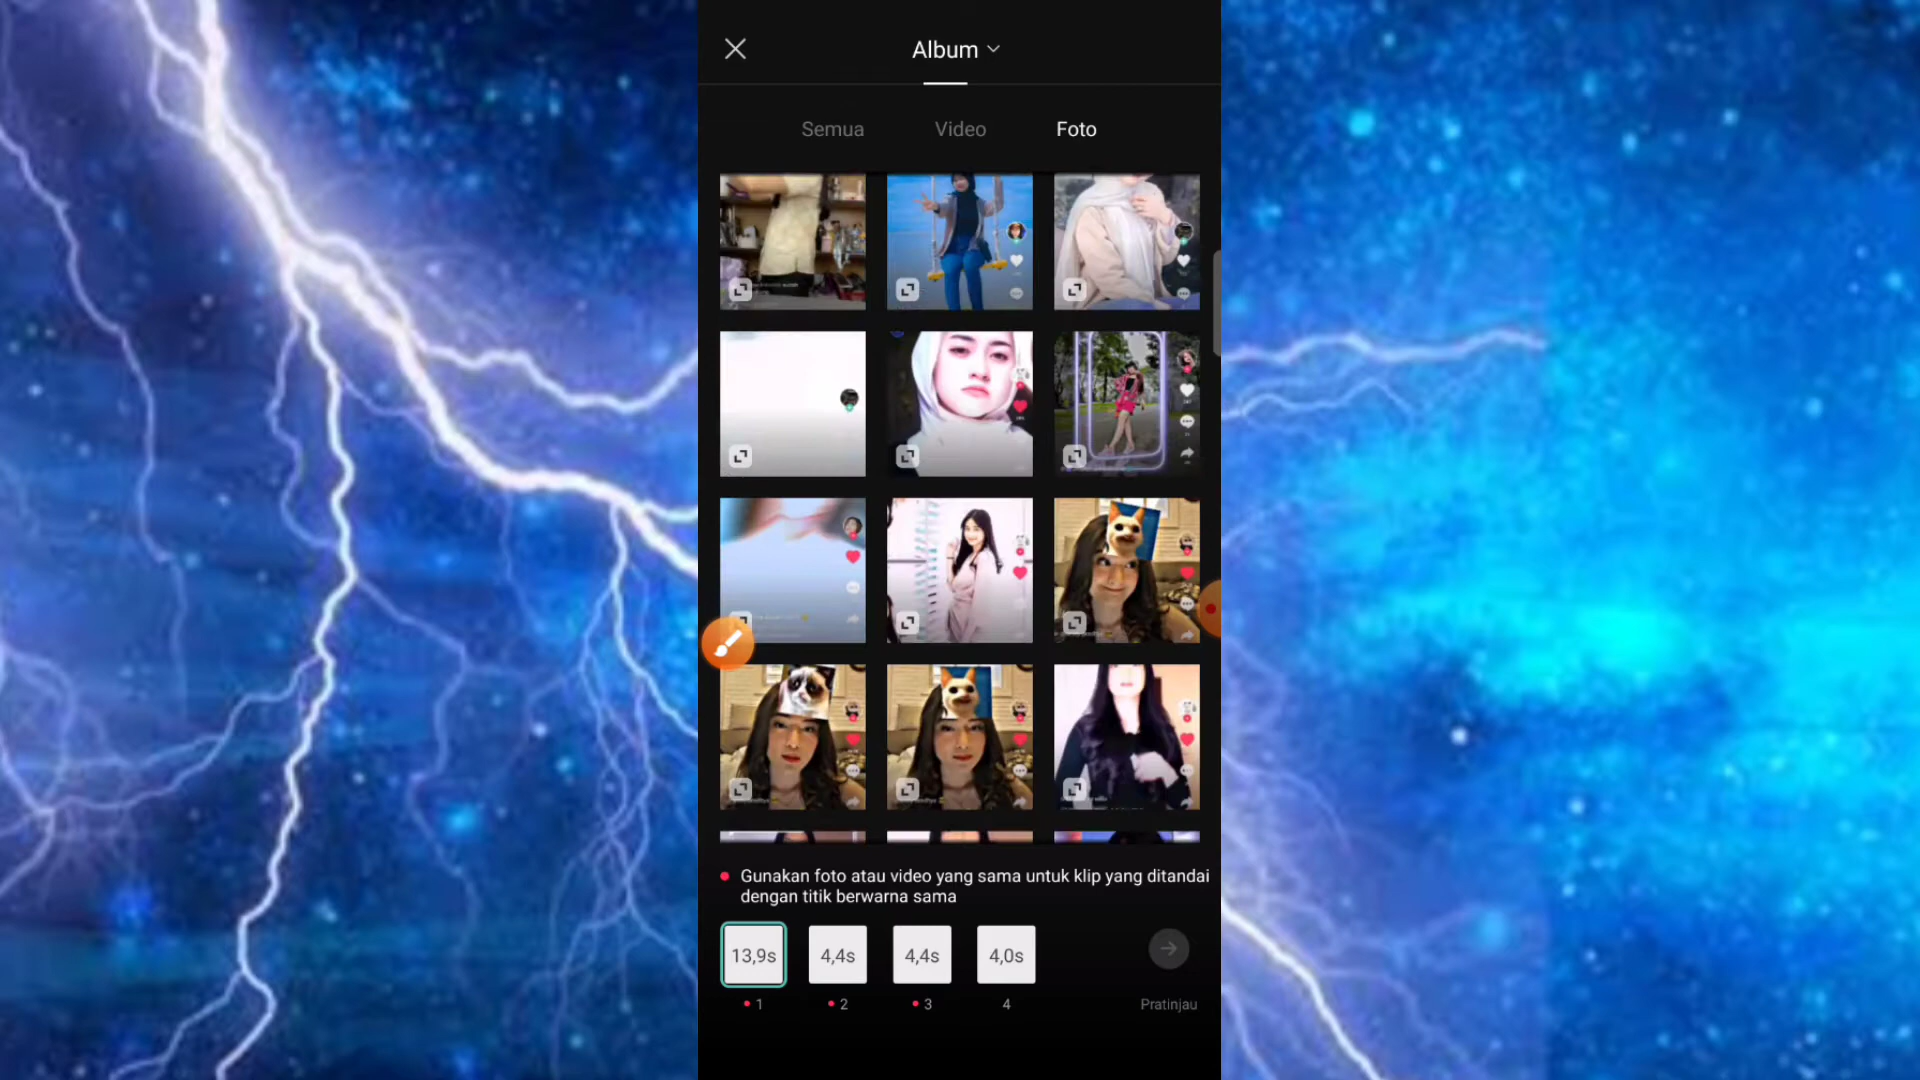 Album
Semua Video Foto
Gunakan foto atau video yang sama untuk klip yang ditandai
dengan titik berwarna sama
13,9s 4,4s 4,4s 4,0s
1 2 3 4 Pratinjau